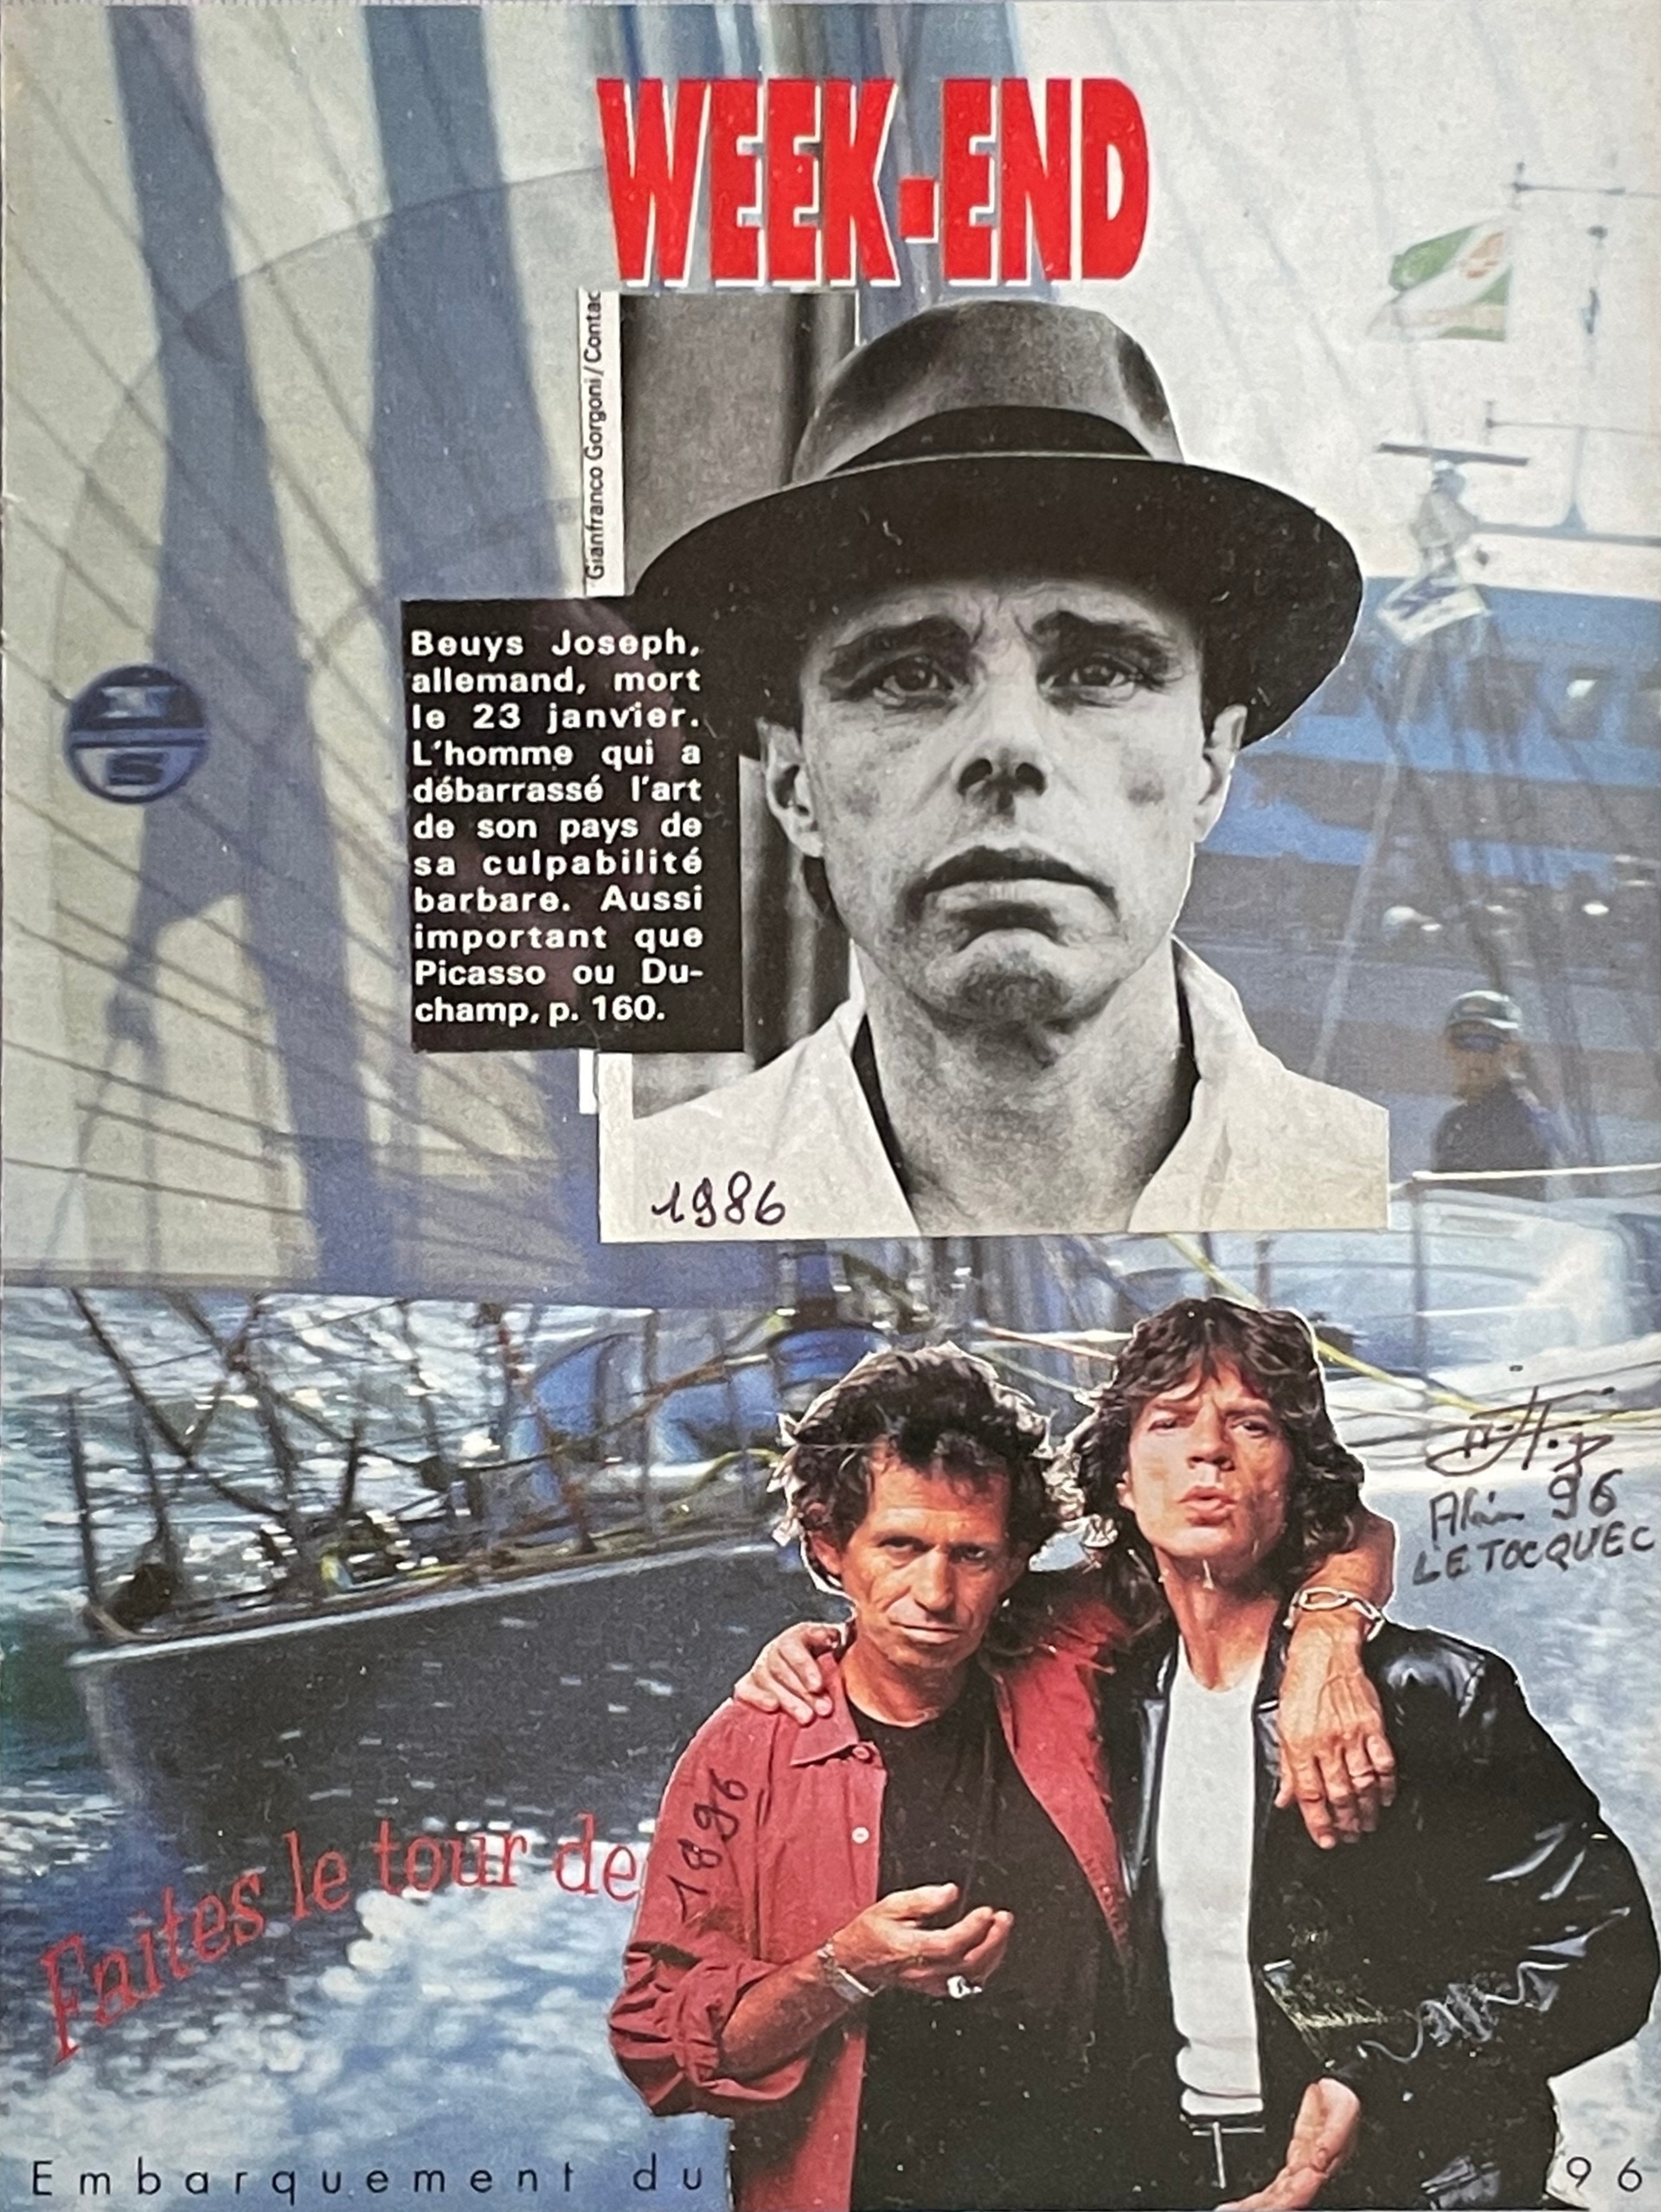 WEEK-END
Gianfranco Gorgoni / Contac
Beuys Joseph,
allemand, mort
le 23 janvier.
L'homme qui a
débarrassé l'art
de son pays de
sa culpabilité
barbare. Aussi
important que
Picasso ou Du-
champ, p. 160.
1986
Alain 96
LE TOCQUEC
1996
Faites le tour de
Embarquement du
96